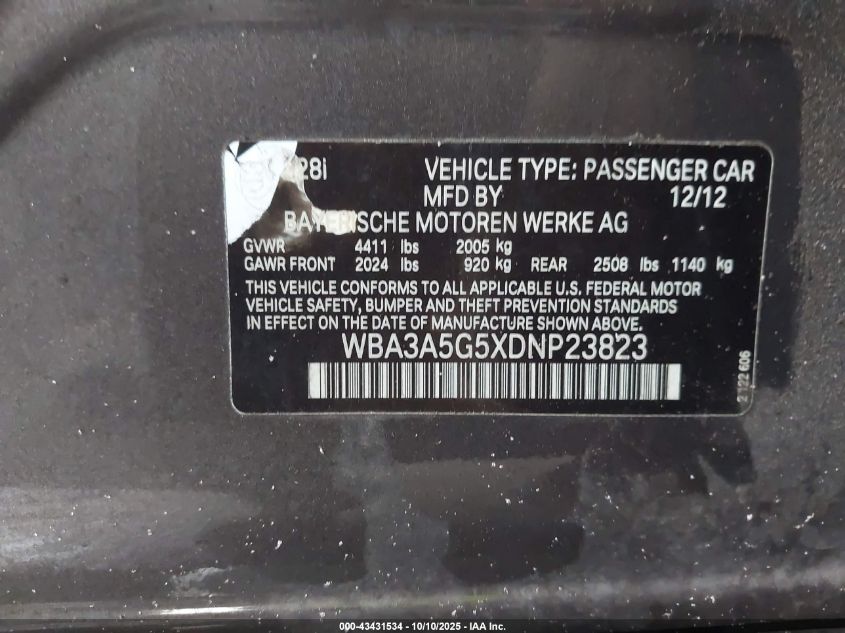 28i VEHICLE TYPE: PASSENGER CAR
MFD BY 12/12
BAYERISCHE MOTOREN WERKE AG
GVWR 4411 lbs 2005 kg
GAWR FRONT 2024 lbs 920 kg REAR 2508 lbs 1140 kg
THIS VEHICLE CONFORMS TO ALL APPLICABLE U.S. FEDERAL MOTOR
VEHICLE SAFETY, BUMPER AND THEFT PREVENTION STANDARDS
IN EFFECT ON THE DATE OF MANUFACTURE SHOWN ABOVE.
WBA3A5G5XDNP23823
2 122 606
000-43431534 - 10/10/2025 - IAA Inc.